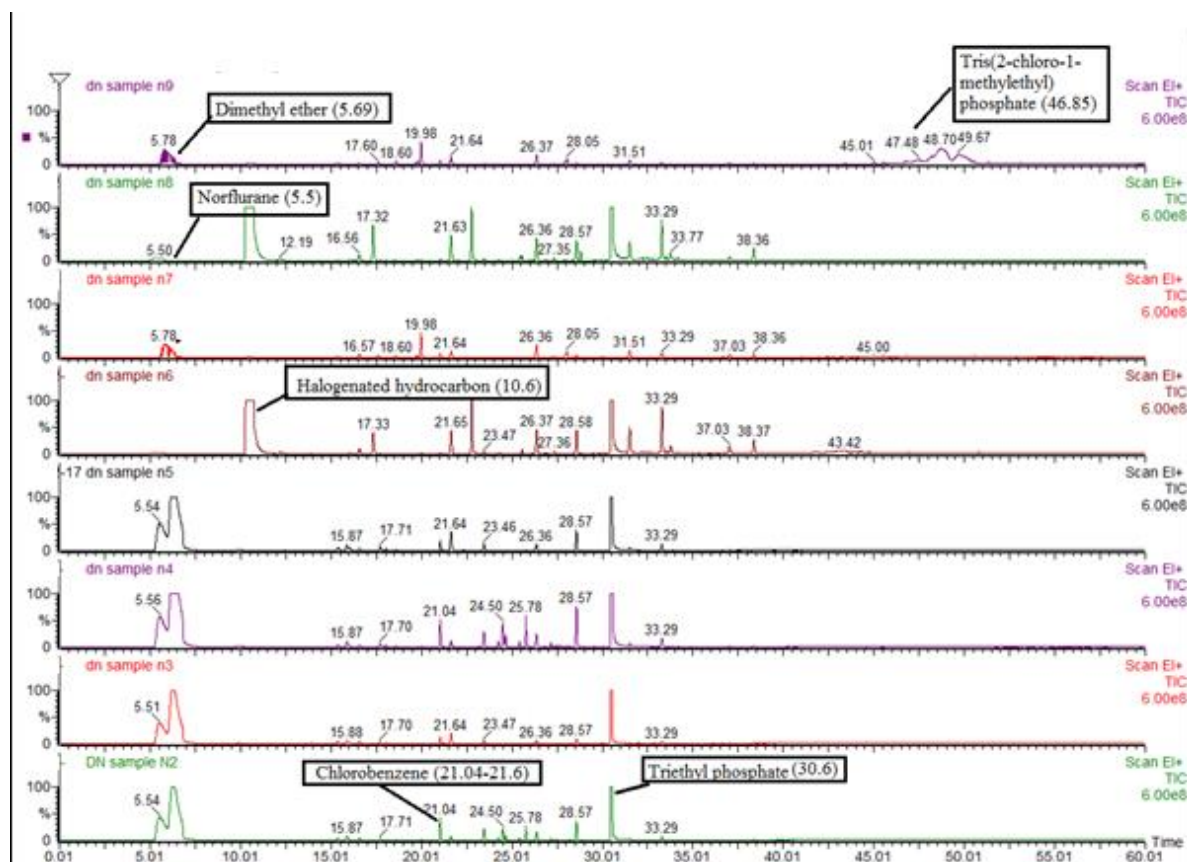 Tris(2-chloro-1-
methylethyl)
phosphate (46.85)
dn sample n9
Scan EI+
TIC
6.00e8
Dimethyl ether (5.69)
100
%
0
5.78
17.60
18.60
19.98
21.64
26.37
28.05
31.51
45.01
47.48
48.70
49.67
dn sample n8
Scan EI+
TIC
6.00e8
Norflurane (5.5)
100
%
0
5.50
12.19
16.56
17.32
21.63
26.36
27.35
28.57
33.29
33.77
38.36
dn sample n7
Scan EI+
TIC
6.00e8
100
%
0
5.78
16.57
18.60
19.98
21.64
26.36
28.05
31.51
33.29
37.03
38.36
45.00
dn sample n6
Scan EI+
TIC
6.00e8
Halogenated hydrocarbon (10.6)
100
%
0
17.33
21.65
23.47
26.37
27.36
28.58
33.29
37.03
38.37
43.42
-17 dn sample n5
Scan EI+
TIC
6.00e8
100
%
0
5.54
15.87
17.71
21.64
23.46
26.36
28.57
33.29
dn sample n4
Scan EI+
TIC
6.00e8
100
%
0
5.56
15.87
17.70
21.04
24.50
25.78
28.57
33.29
dn sample n3
Scan EI+
TIC
6.00e8
100
%
0
5.51
15.88
17.70
21.64
23.47
26.36
28.57
33.29
DN sample N2
Scan EI+
TIC
6.00e8
Chlorobenzene (21.04-21.6)
Triethyl phosphate (30.6)
100
%
0
5.54
15.87
17.71
21.04
24.50
25.78
28.57
33.29
Time
0.01 5.01 10.01 15.01 20.01 25.01 30.01 35.01 40.01 45.01 50.01 55.01 60.01